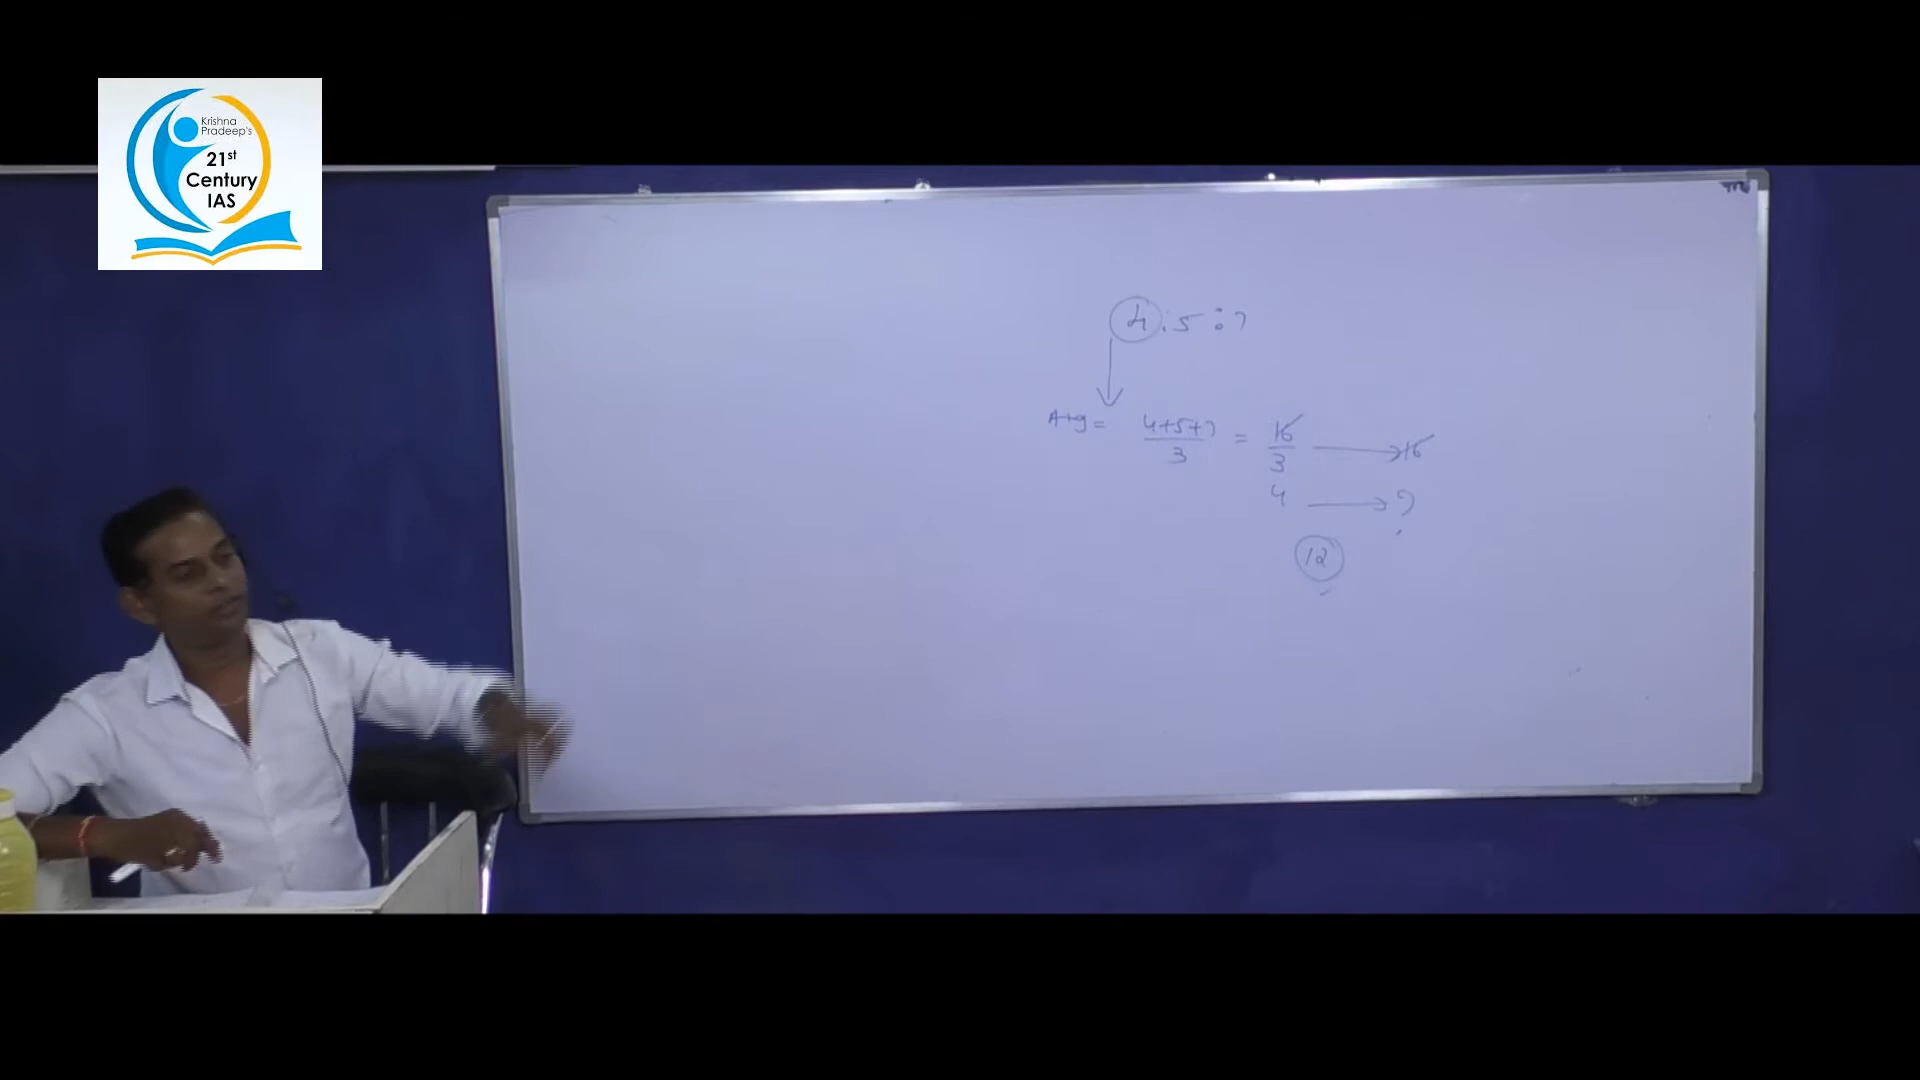 Krishna
Pradeep's
21st
Century
IAS
4 : 5 : 7
Avg = 4+5+7/3 = 16/3 → 16
4 → ?
12